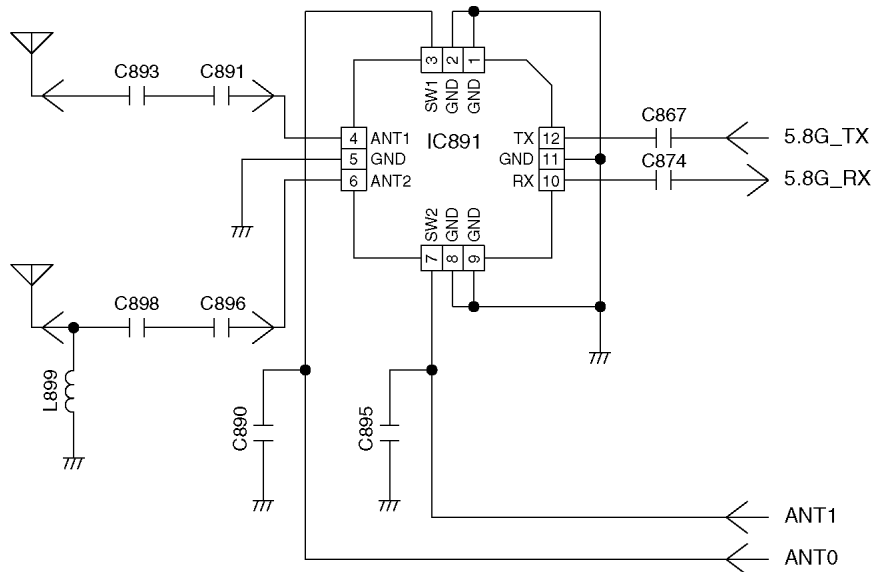 3 2 1
C893 C891
SW1
GND
GND
C867
4 ANT1 IC891 TX 12 5.8G_TX
5 GND GND 11 C874
6 ANT2 RX 10 5.8G_RX
SW2
GND
GND
7 8 9
C898 C896
L899
C890
C895
ANT1
ANT0